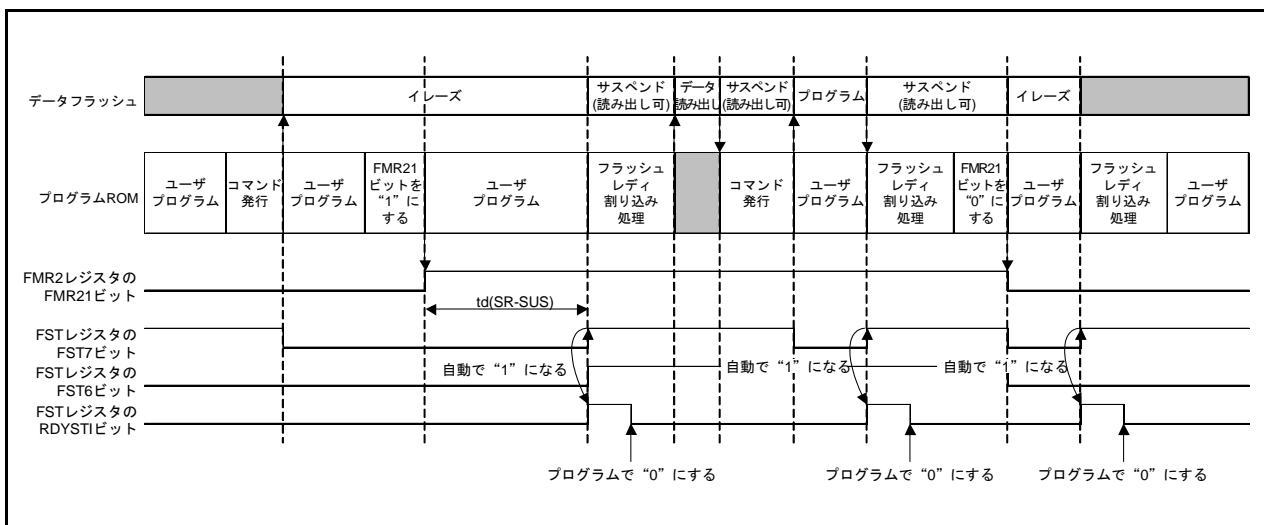 データフラッシュ
イレーズ
サスペンド
(読み出し可)
データ
読み出し
サスペンド
(読み出し可)
プログラム
サスペンド
(読み出し可)
イレーズ
プログラムROM
ユーザ
プログラム
コマンド
発行
ユーザ
プログラム
FMR21
ビットを
“1”に
する
ユーザ
プログラム
フラッシュ
レディ
割り込み
処理
コマンド
発行
ユーザ
プログラム
フラッシュ
レディ
割り込み
処理
FMR21
ビットを
“0”に
する
ユーザ
プログラム
フラッシュ
レディ
割り込み
処理
ユーザ
プログラム
FMR2レジスタの
FMR21ビット
td(SR-SUS)
FSTレジスタの
FST7ビット
自動で“1”になる
自動で“1”になる
自動で“1”になる
FSTレジスタの
FST6ビット
FSTレジスタの
RDYSTIビット
プログラムで“0”にする
プログラムで“0”にする
プログラムで“0”にする